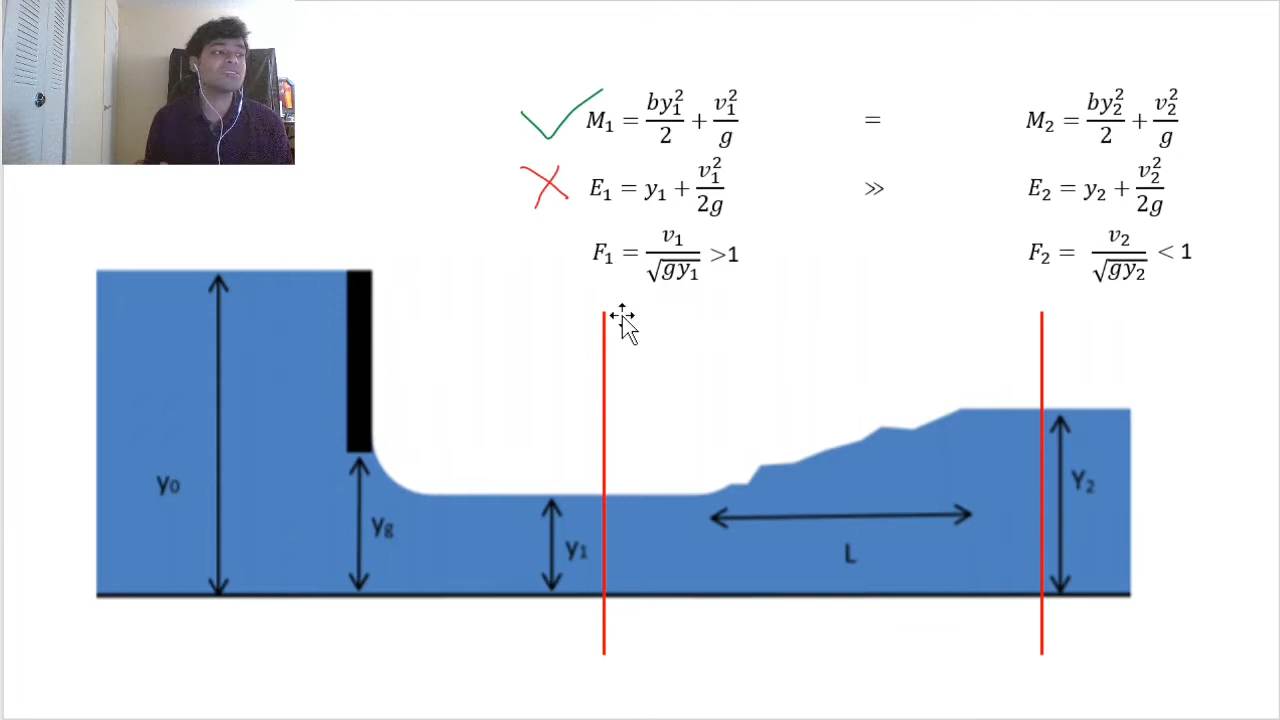 M₁ = by₁²/2 + v₁²/g = M₂ = by₂²/2 + v₂²/g
E₁ = y₁ + v₁²/2g ≫ E₂ = y₂ + v₂²/2g
F₁ = v₁/√gy₁ >1 F₂ = v₂/√gy₂ < 1
y₀
y₉
y₁
L
Y₂